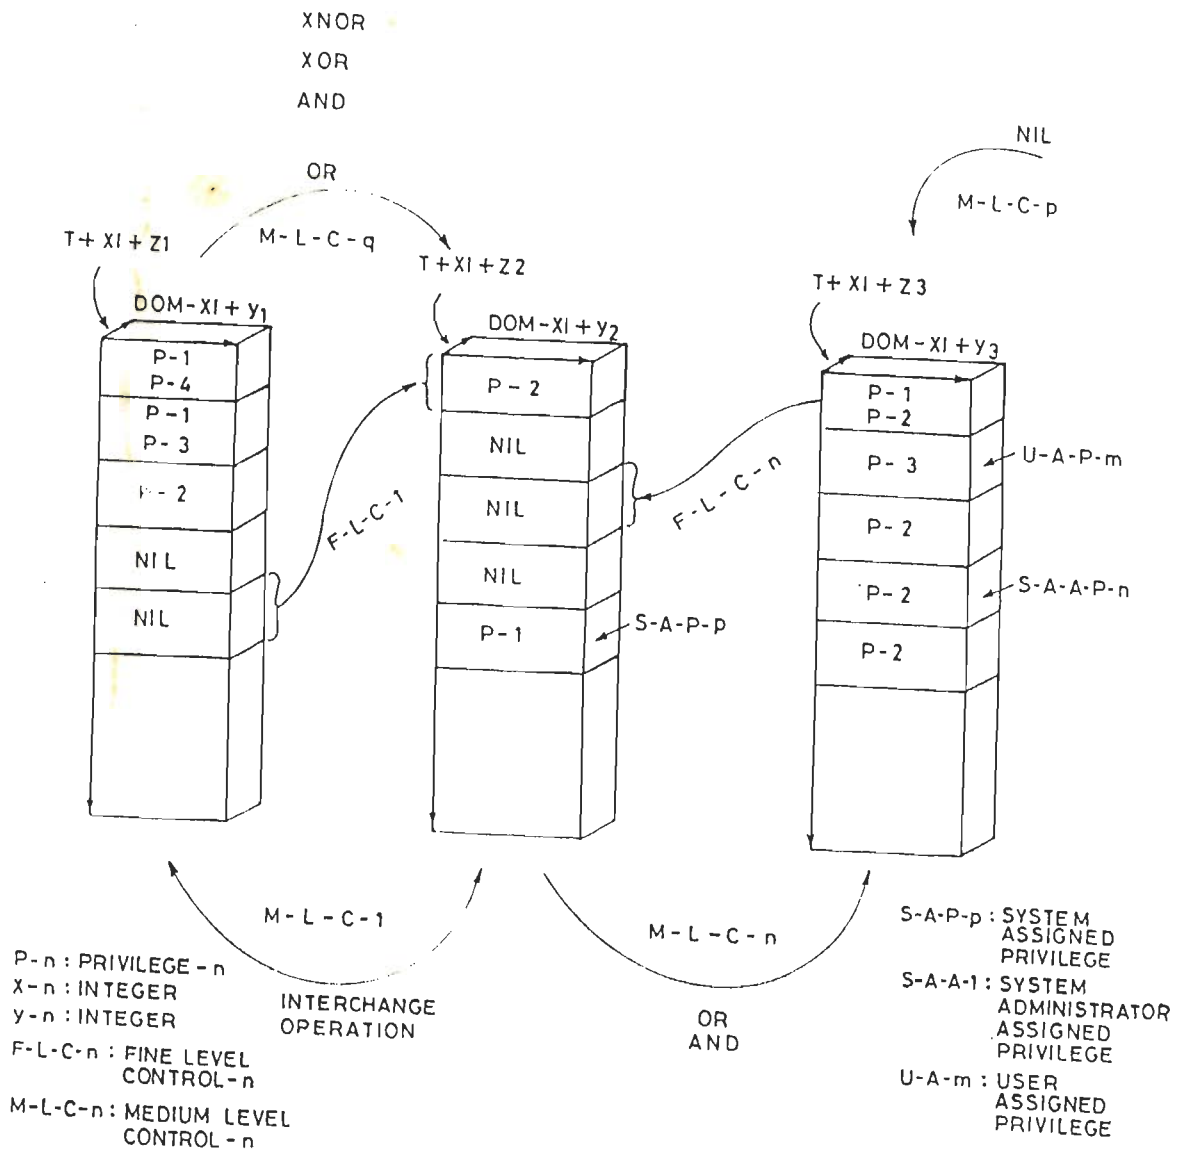 XNOR
XOR
AND
OR
M-L-C-q
NIL
M-L-C-p
T+XI+Z1
DOM-XI+y1
P-1
P-4
P-1
P-3
P-2
NIL
NIL
F-L-C-1
T+XI+Z2
DOM-XI+y2
P-2
NIL
NIL
NIL
P-1
S-A-P-p
F-L-C-n
T+XI+Z3
DOM-XI+y3
P-1
P-2
P-3
P-2
P-2
P-2
U-A-P-m
S-A-A-P-n
M-L-C-1
INTERCHANGE
OPERATION
M-L-C-n
OR
AND
P-n : PRIVILEGE-n
X-n : INTEGER
y-n : INTEGER
F-L-C-n : FINE LEVEL
CONTROL-n
M-L-C-n : MEDIUM LEVEL
CONTROL-n
S-A-P-p : SYSTEM
ASSIGNED
PRIVILEGE
S-A-A-1 : SYSTEM
ADMINISTRATOR
ASSIGNED
PRIVILEGE
U-A-m : USER
ASSIGNED
PRIVILEGE